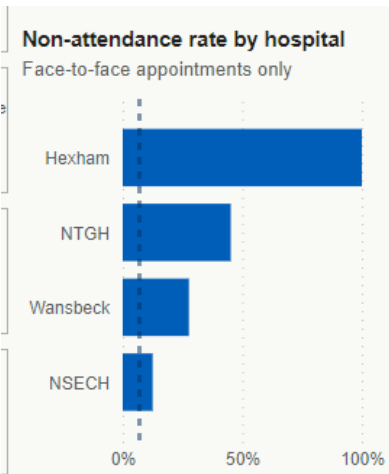 Non-attendance rate by hospital
Face-to-face appointments only
Hexham
NTGH
Wansbeck
NSECH
0% 50% 100%